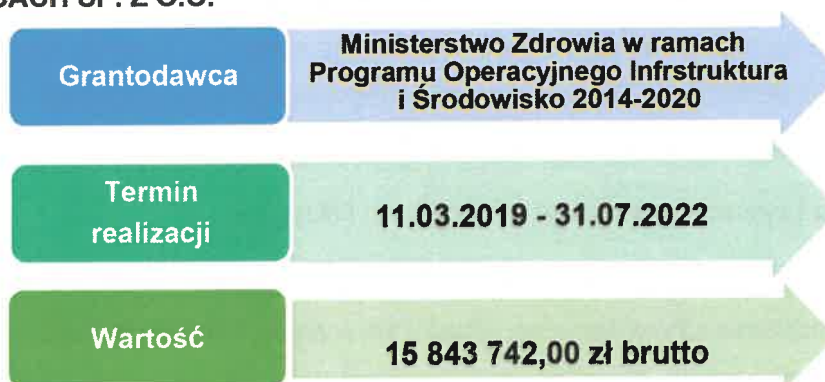 SP. Z O.O.
Grantodawca
Ministerstwo Zdrowia w ramach
Programu Operacyjnego Infrstruktura
i Środowisko 2014-2020
Termin
realizacji
11.03.2019 - 31.07.2022
Wartość
15 843 742,00 zł brutto